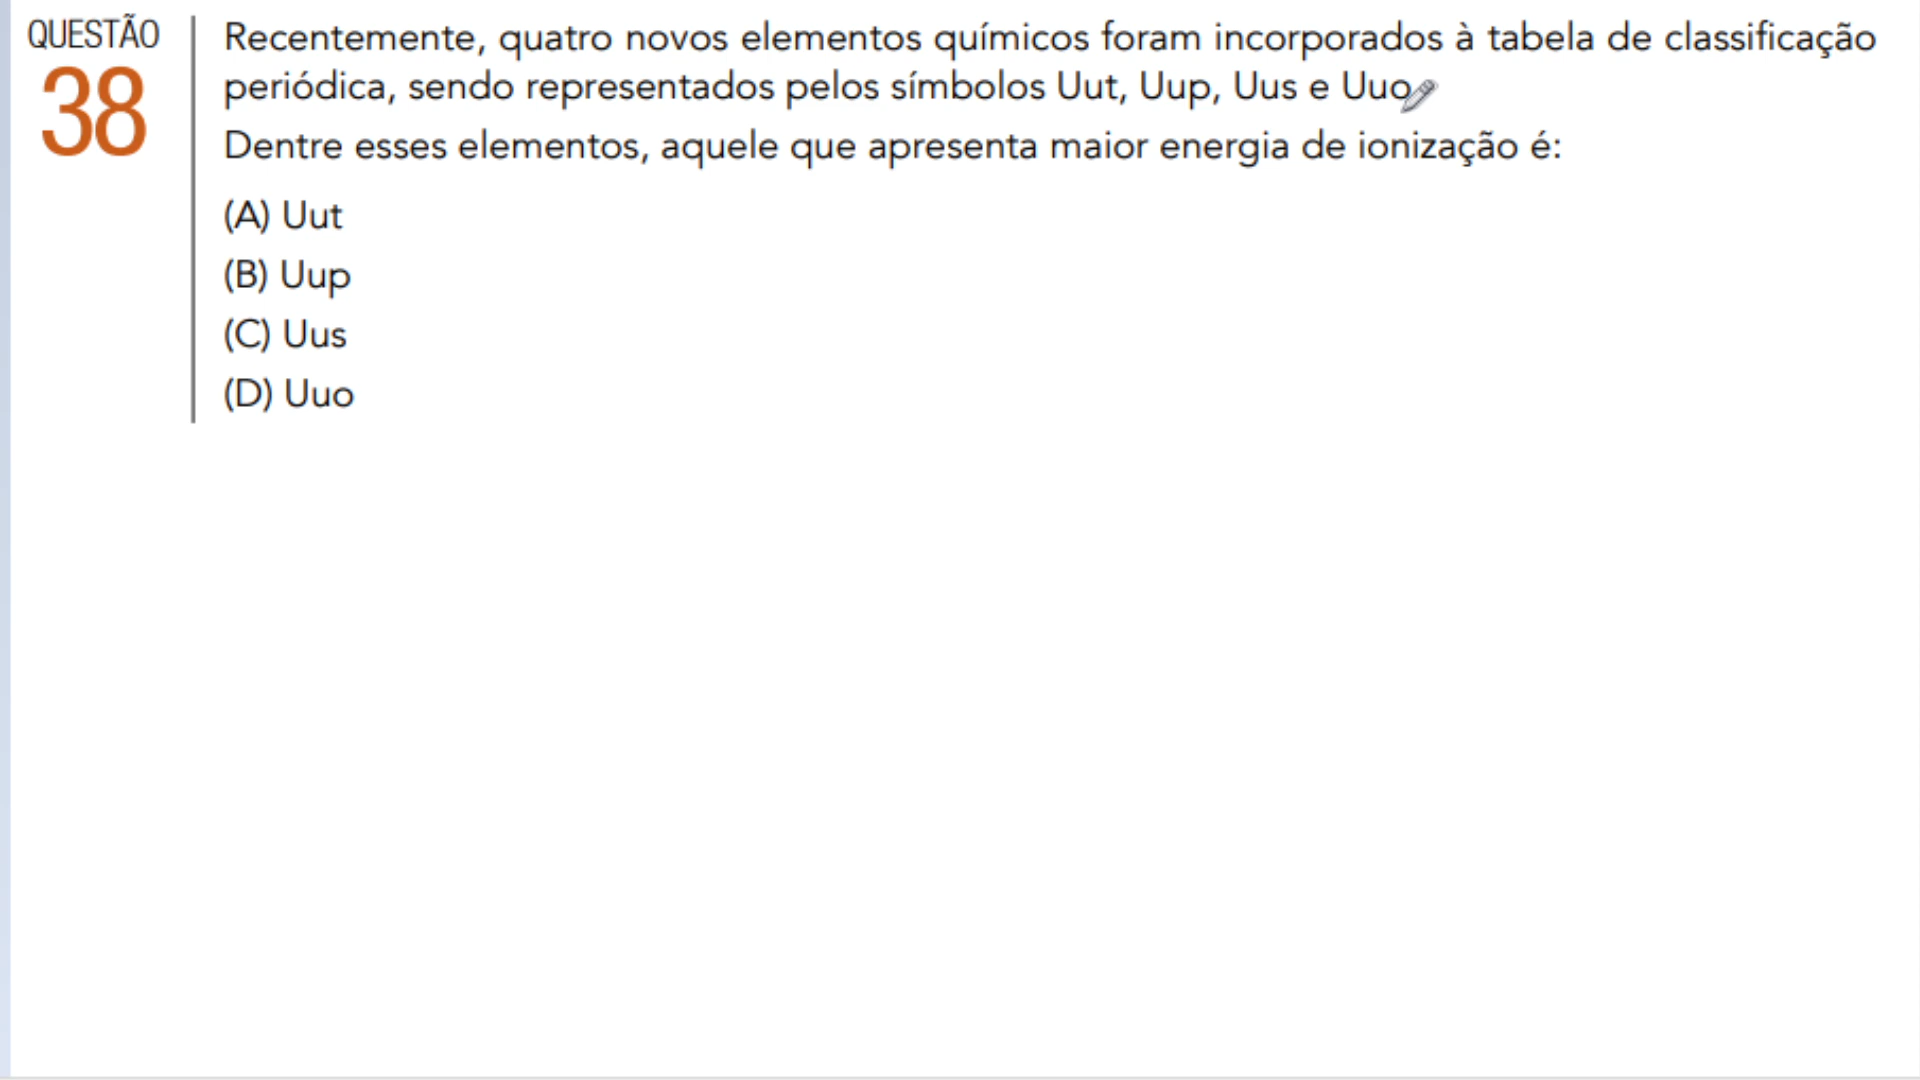 QUESTÃO
38
Recentemente, quatro novos elementos químicos foram incorporados à tabela de classificação
periódica, sendo representados pelos símbolos Uut, Uup, Uus e Uuo
Dentre esses elementos, aquele que apresenta maior energia de ionização é:
(A) Uut
(B) Uup
(C) Uus
(D) Uuo